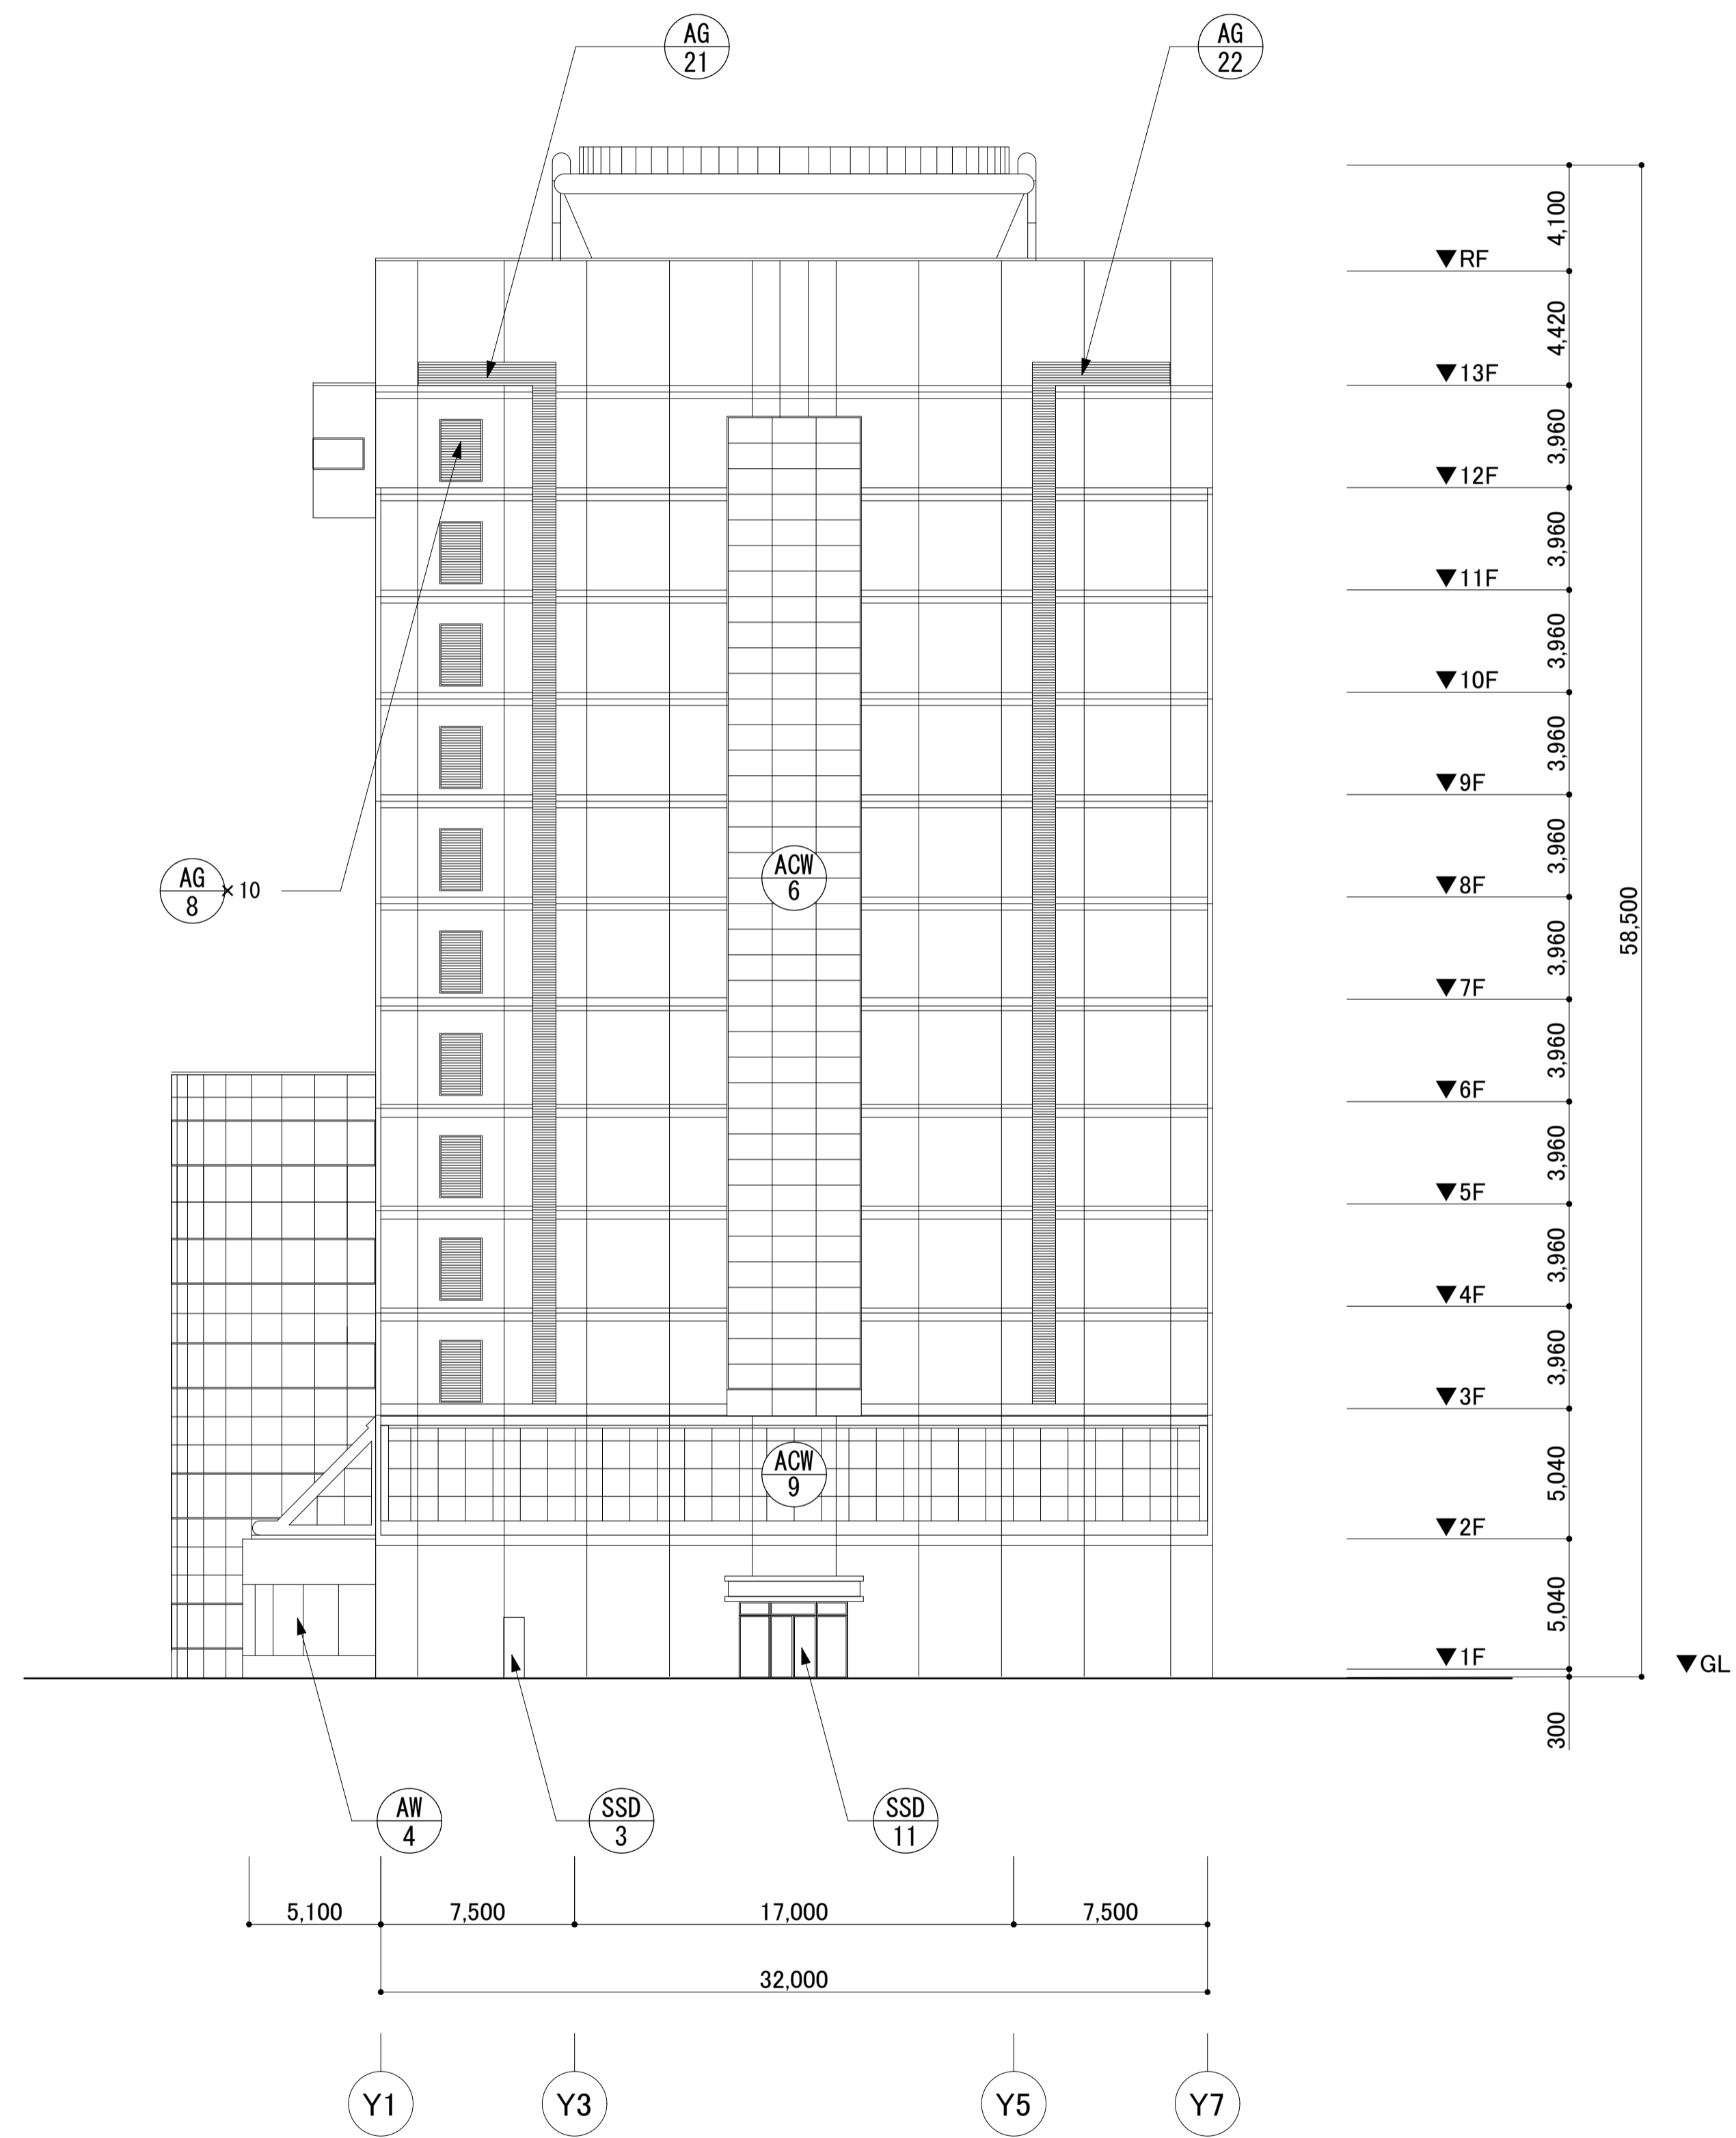 AG
21
AG
22
4,100
▼RF
4,420
▼13F
3,960
▼12F
3,960
▼11F
3,960
▼10F
3,960
▼9F
3,960
▼8F
3,960
▼7F
3,960
▼6F
3,960
▼5F
3,960
▼4F
3,960
▼3F
5,040
▼2F
5,040
▼1F
▼GL
300
58,500
AG
8
×10
ACW
6
ACW
9
AW
4
SSD
3
SSD
11
5,100
7,500
17,000
7,500
32,000
Y1
Y3
Y5
Y7